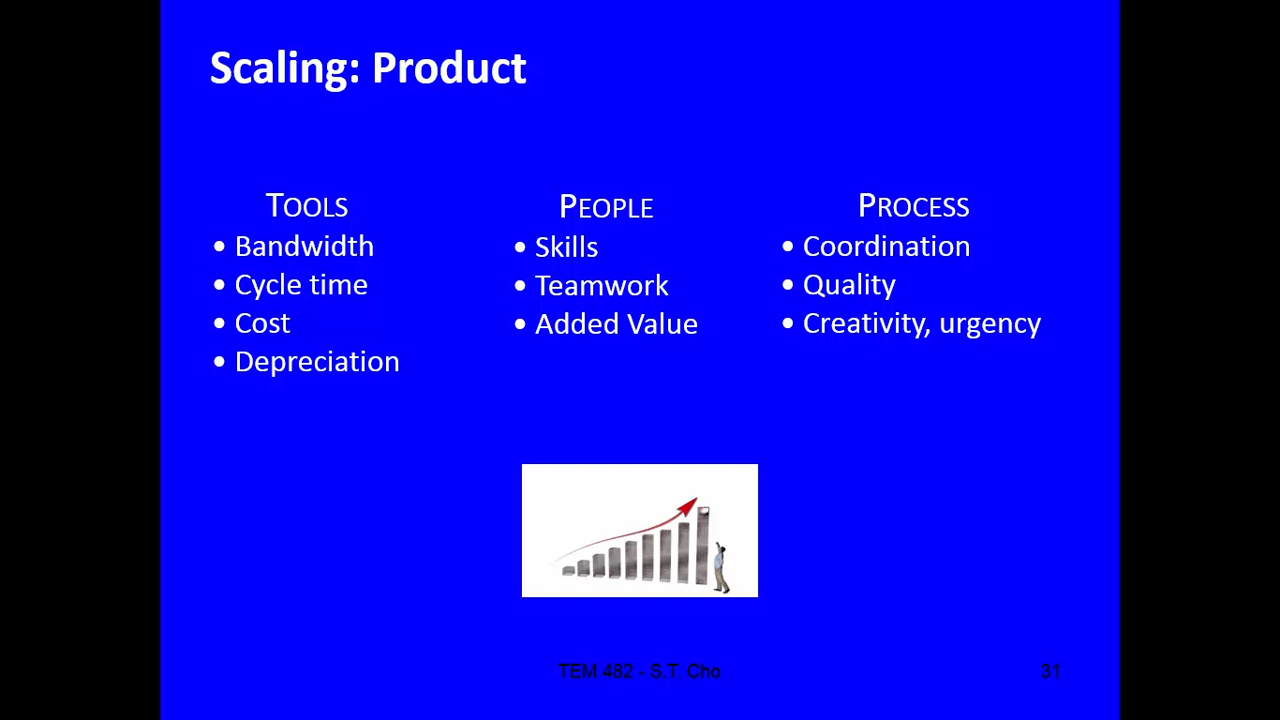 Scaling: Product
TOOLS
• Bandwidth
• Cycle time
• Cost
• Depreciation
PEOPLE
• Skills
• Teamwork
• Added Value
PROCESS
• Coordination
• Quality
• Creativity, urgency
TEM 482 - S.T. Cho
31